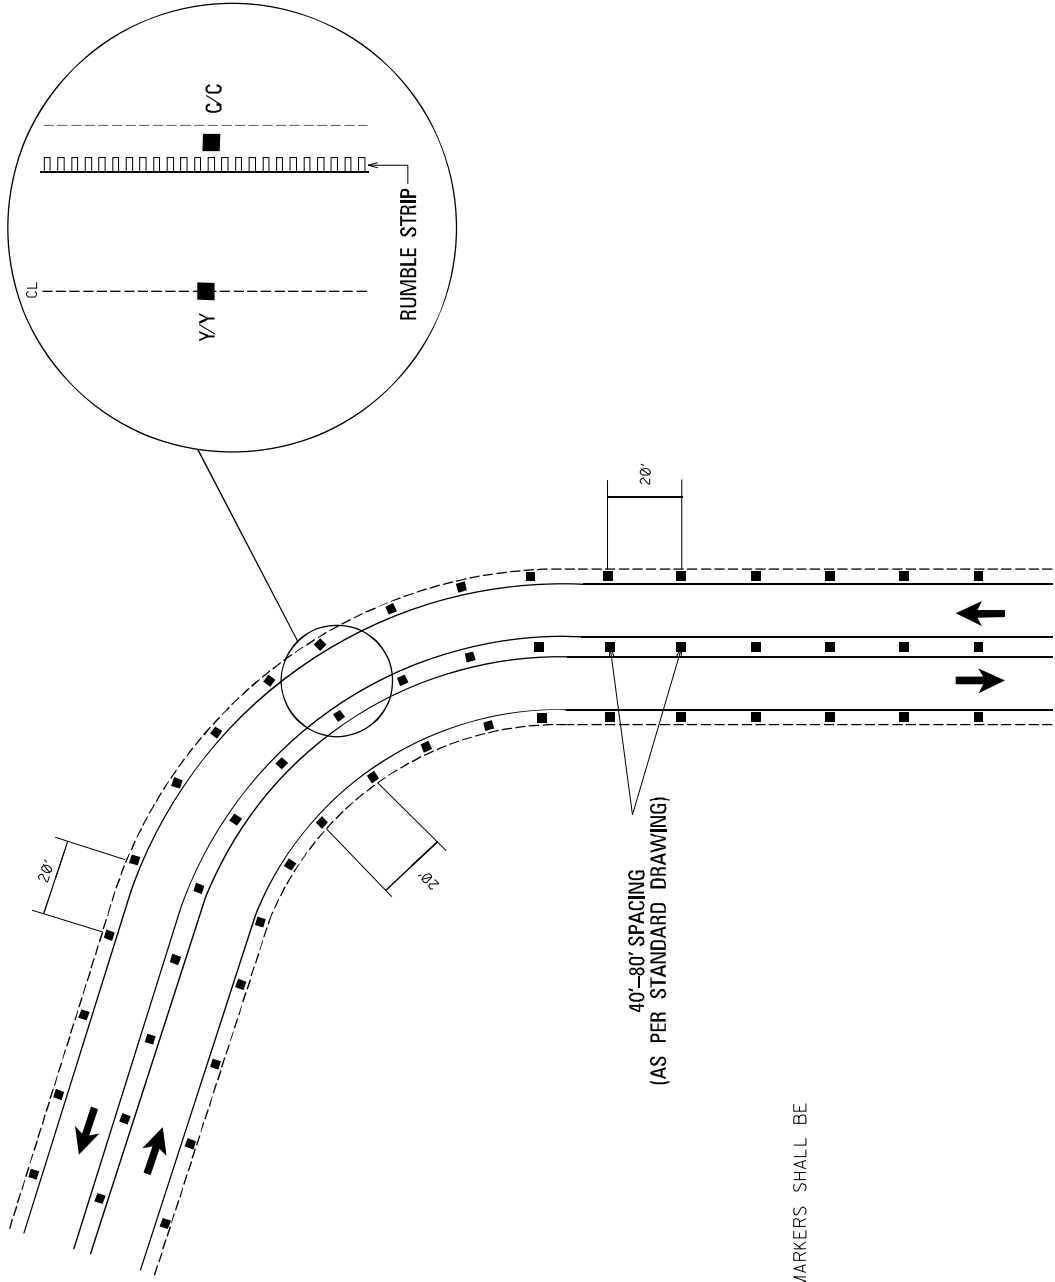 C/C
RUMBLE STRIP
CL
Y/Y
20'
20'
20'
40'–80' SPACING
(AS PER STANDARD DRAWING)
MARKERS SHALL BE